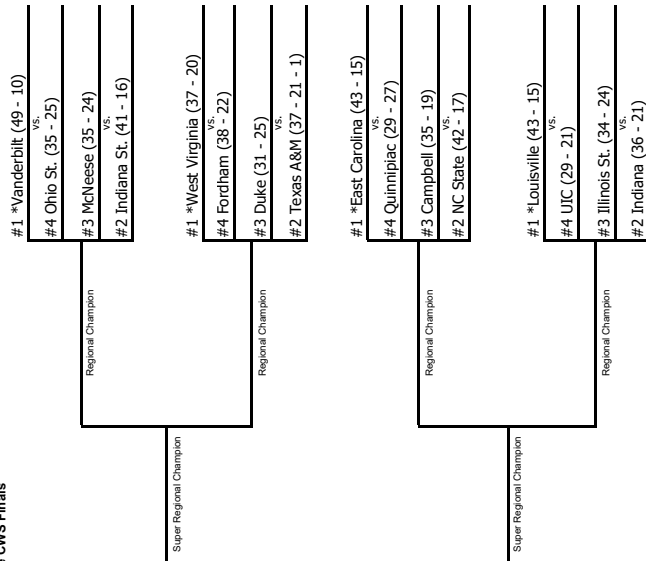 #1 *Vanderbilt (49 - 10)
vs.
#4 Ohio St. (35 - 25)
#3 McNeese (35 - 24)
vs.
#2 Indiana St. (41 - 16)
Regional Champion
#1 *West Virginia (37 - 20)
vs.
#4 Fordham (38 - 22)
#3 Duke (31 - 25)
vs.
#2 Texas A&M (37 - 21 - 1)
Regional Champion
Super Regional Champion
#1 *East Carolina (43 - 15)
vs.
#4 Quinnipiac (29 - 27)
#3 Campbell (35 - 19)
vs.
#2 NC State (42 - 17)
Regional Champion
#1 *Louisville (43 - 15)
vs.
#4 UIC (29 - 21)
#3 Illinois St. (34 - 24)
vs.
#2 Indiana (36 - 21)
Regional Champion
Super Regional Champion
CWS Finals